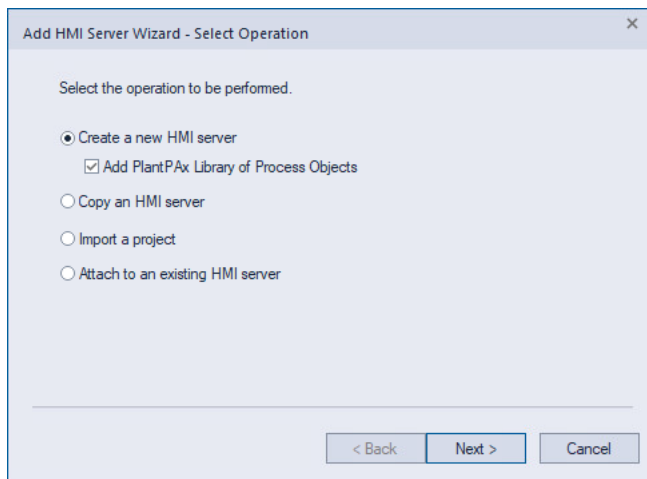 Add HMI Server Wizard - Select Operation
Select the operation to be performed.
Create a new HMI server
Add PlantPAx Library of Process Objects
Copy an HMI server
Import a project
Attach to an existing HMI server
< Back Next > Cancel